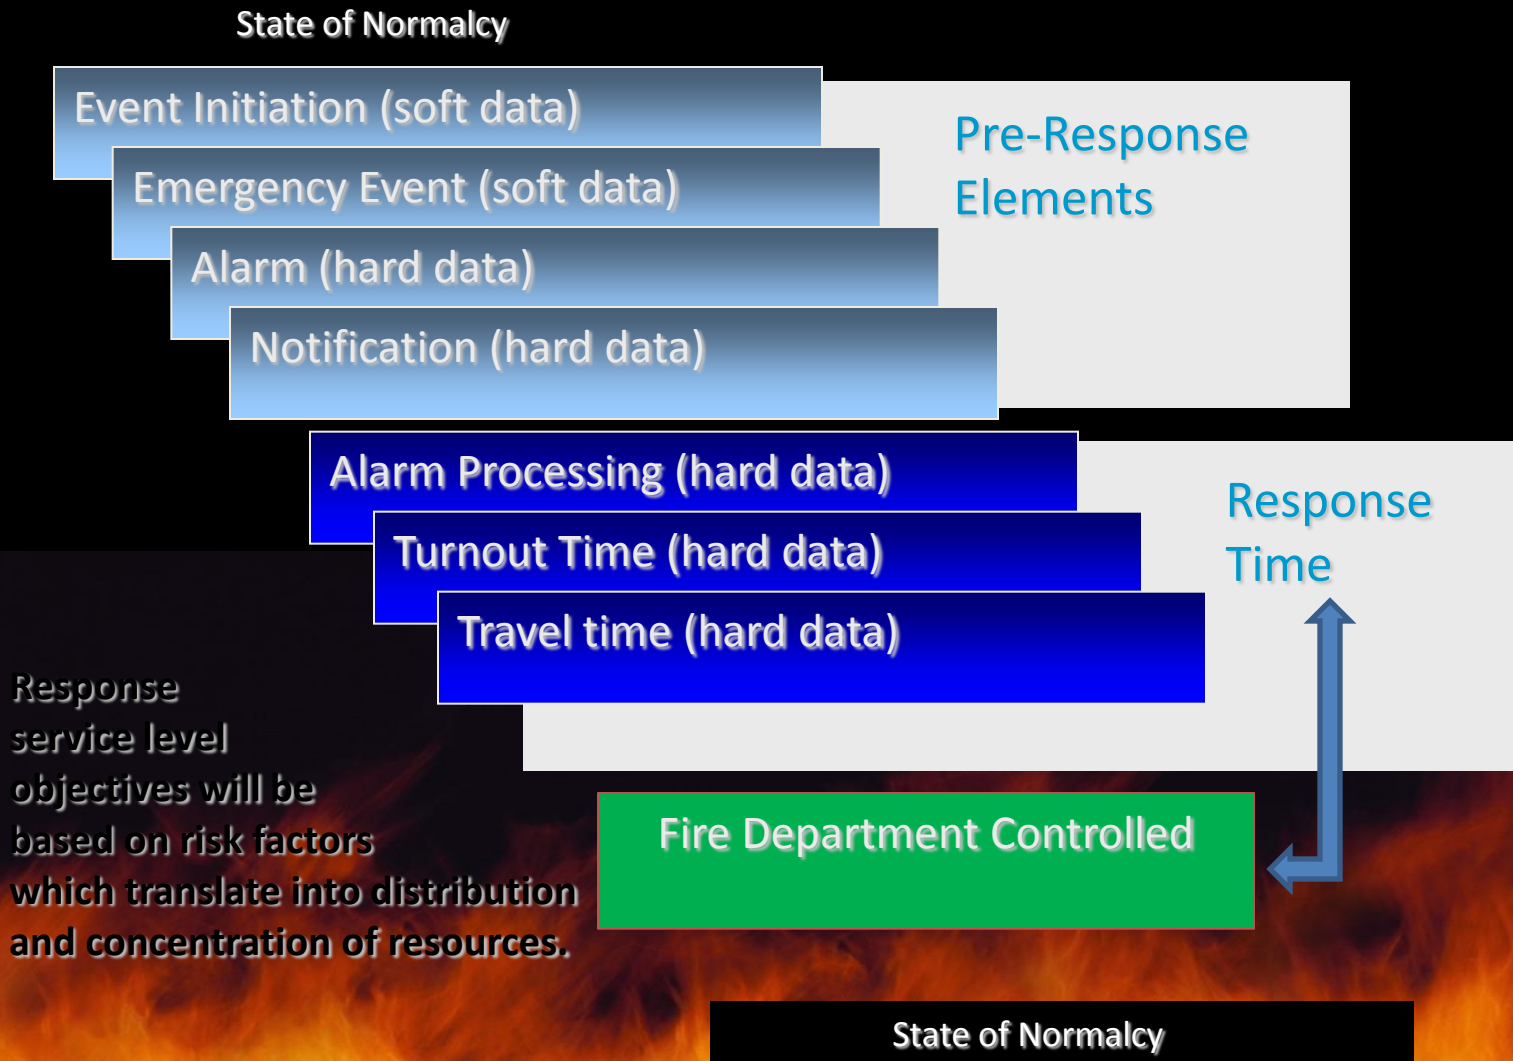 State of Normalcy
Event Initiation (soft data)
Pre-Response
Elements
Emergency Event (soft data)
Alarm (hard data)
Notification (hard data)
Alarm Processing (hard data)
Response
Time
Turnout Time (hard data)
Travel time (hard data)
Response
service level
objectives will be
based on risk factors
which translate into distribution
and concentration of resources.
Fire Department Controlled
State of Normalcy